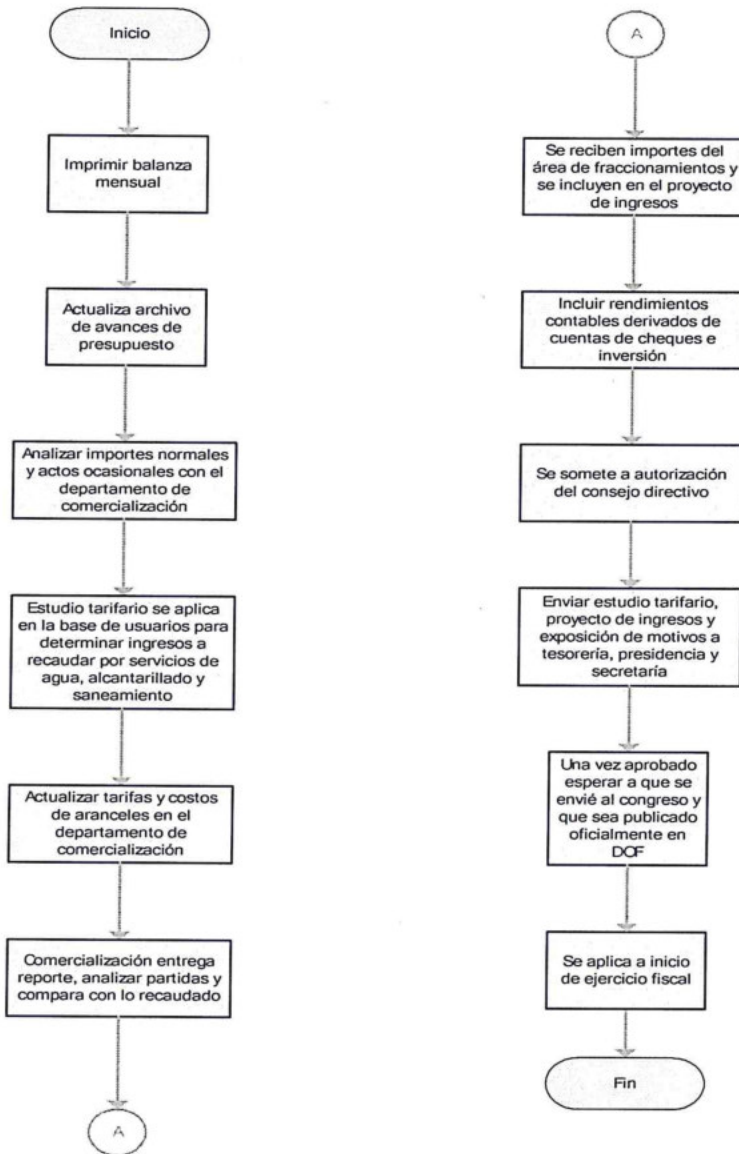 Inicio
Imprimir balanza
mensual
Actualiza archivo
de avances de
presupuesto
Analizar importes normales
y actos ocasionales con el
departamento de
comercialización
Estudio tarifario se aplica
en la base de usuarios para
determinar ingresos a
recaudar por servicios de
agua, alcantarillado y
saneamiento
Actualizar tarifas y costos
de aranceles en el
departamento de
comercialización
Comercialización entrega
reporte, analizar partidas y
compara con lo recaudado
A
A
Se reciben importes del
área de fraccionamientos y
se incluyen en el proyecto
de ingresos
Incluir rendimientos
contables derivados de
cuentas de cheques e
inversión
Se somete a autorización
del consejo directivo
Enviar estudio tarifario,
proyecto de ingresos y
exposición de motivos a
tesorería, presidencia y
secretaría
Una vez aprobado
esperar a que se
envié al congreso y
que sea publicado
oficialmente en
DOF
Se aplica a inicio
de ejercicio fiscal
Fin